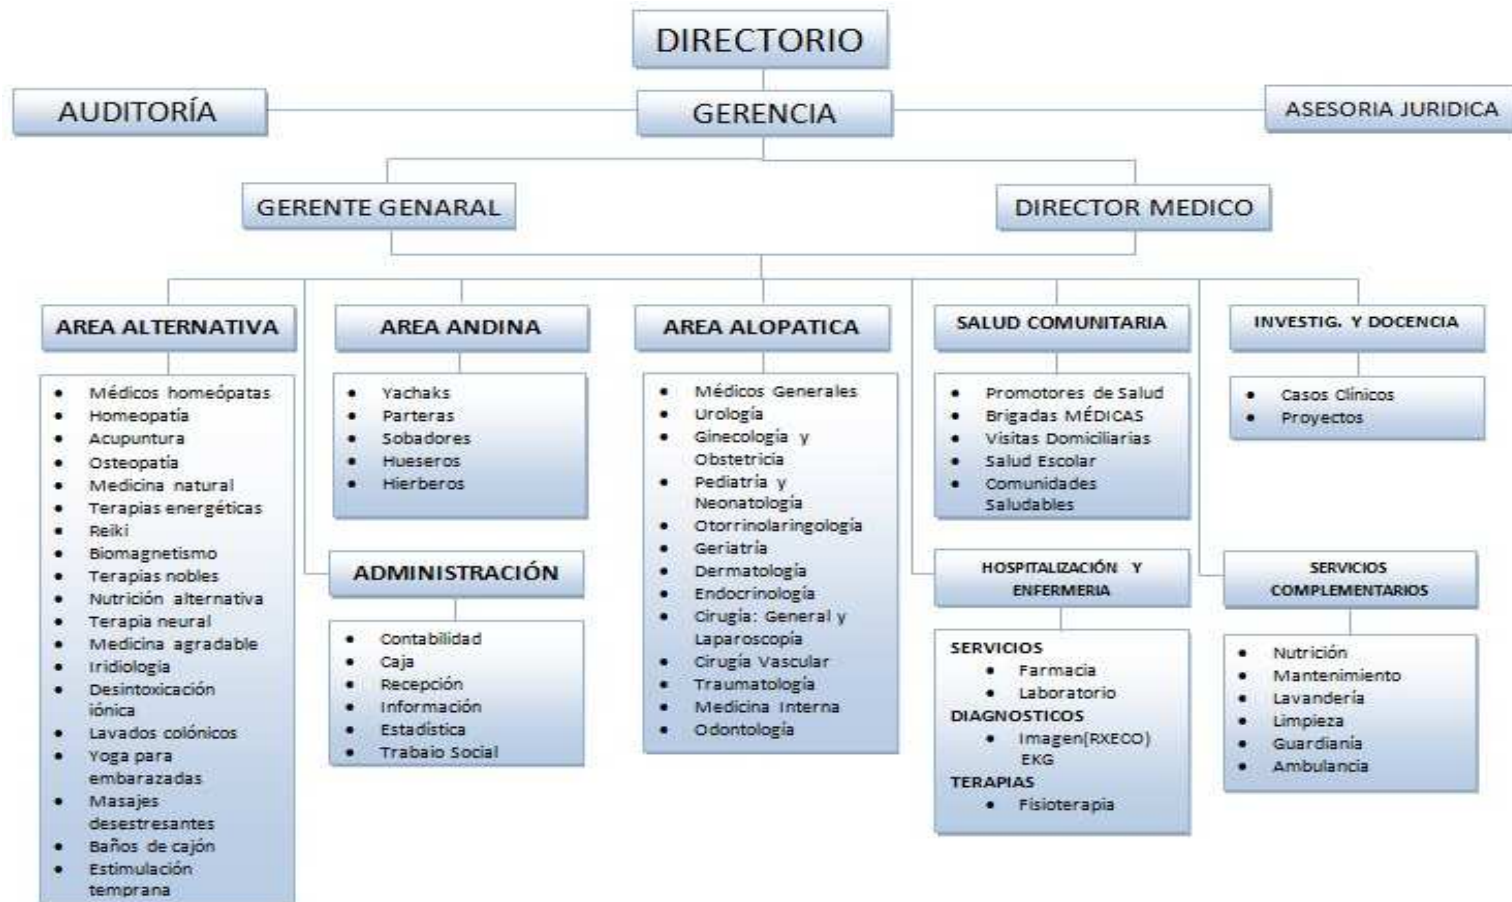 DIRECTORIO
AUDITORÍA
GERENCIA
ASESORIA JURIDICA
GERENTE GENARAL
DIRECTOR MEDICO
AREA ALTERNATIVA
Médicos homeópatas
Homeopatía
Acupuntura
Osteopatía
Medicina natural
Terapias energéticas
Reiki
Biomagnetismo
Terapias nobles
Nutrición alternativa
Terapia neural
Medicina agradable
Iridiologia
Desintoxicación
iónica
Lavados colónicos
Yoga para
embarazadas
Masajes
desestresantes
Baños de cajón
Estimulación
temprana
AREA ANDINA
Yachaks
Parteras
Sobadores
Hueseros
Hierberos
ADMINISTRACIÓN
Contabilidad
Caja
Recepción
Información
Estadística
Trabajo Social
AREA ALOPATICA
Médicos Generales
Urología
Ginecología y
Obstetricia
Pediatría y
Neonatología
Otorrinolaringología
Geriatría
Dermatología
Endocrinología
Cirugía: General y
Laparoscopía
Cirugía Vascular
Traumatología
Medicina Interna
Odontología
SALUD COMUNITARIA
Promotores de Salud
Brigadas MÉDICAS
Visitas Domiciliarias
Salud Escolar
Comunidades
Saludables
HOSPITALIZACIÓN Y
ENFERMERIA
SERVICIOS
Farmacia
Laboratorio
DIAGNOSTICOS
Imagen(RXECO)
EKG
TERAPIAS
Fisioterapia
INVESTIG. Y DOCENCIA
Casos Clínicos
Proyectos
SERVICIOS
COMPLEMENTARIOS
Nutrición
Mantenimiento
Lavandería
Limpieza
Guardianía
Ambulancia